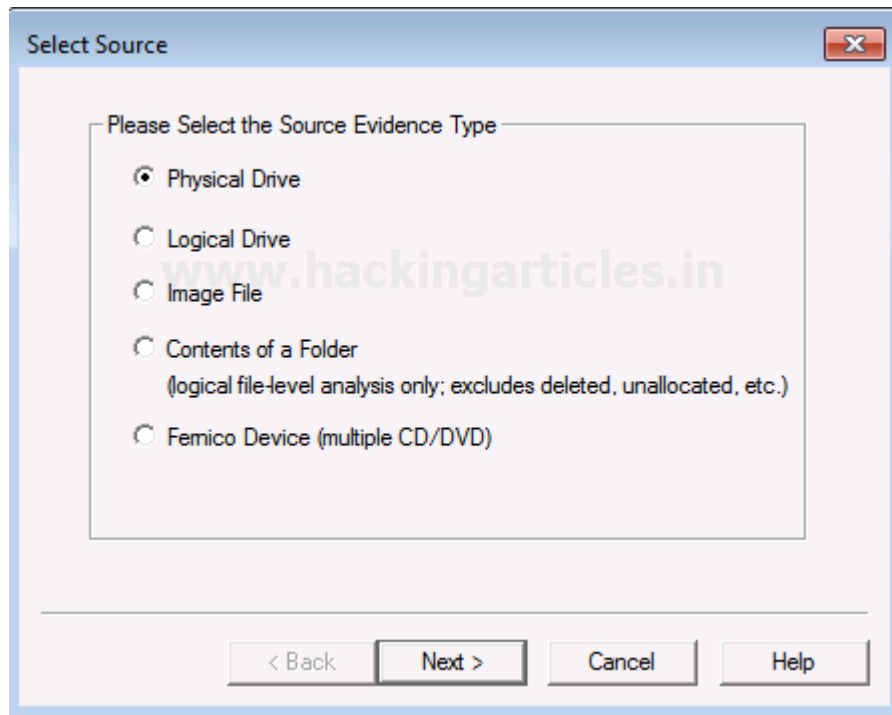 Select Source
Please Select the Source Evidence Type
Physical Drive
Logical Drive
www.hackingarticles.in
Image File
Contents of a Folder
(logical file-level analysis only; excludes deleted, unallocated, etc.)
Fernico Device (multiple CD/DVD)
< Back
Next >
Cancel
Help